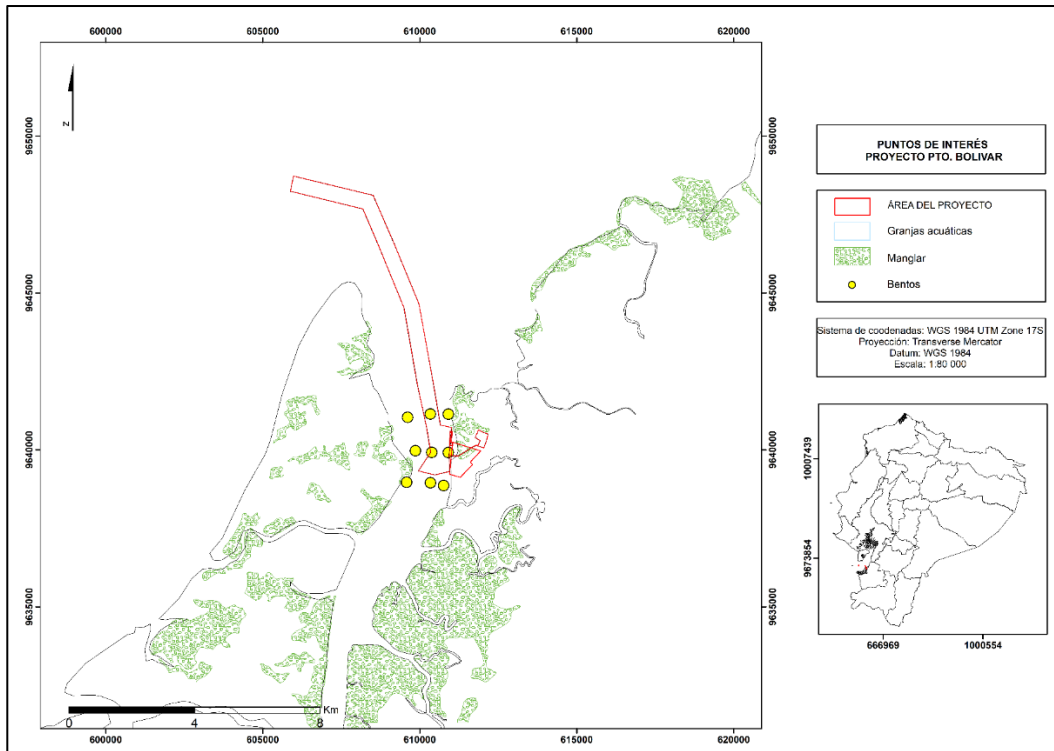 600000 605000 610000 615000 620000
N
9650000 9650000
9645000 9645000
9640000 9640000
9635000 9635000
Km
0 4 8
600000 605000 610000 615000 620000
PUNTOS DE INTERÉS
PROYECTO PTO. BOLIVAR
ÁREA DEL PROYECTO
Granjas acuáticas
Manglar
Bentos
Sistema de coodenadas: WGS 1984 UTM Zone 17S
Proyección: Transverse Mercator
Datum: WGS 1984
Escala: 1:80 000
10007439
9673854
666969 1000554